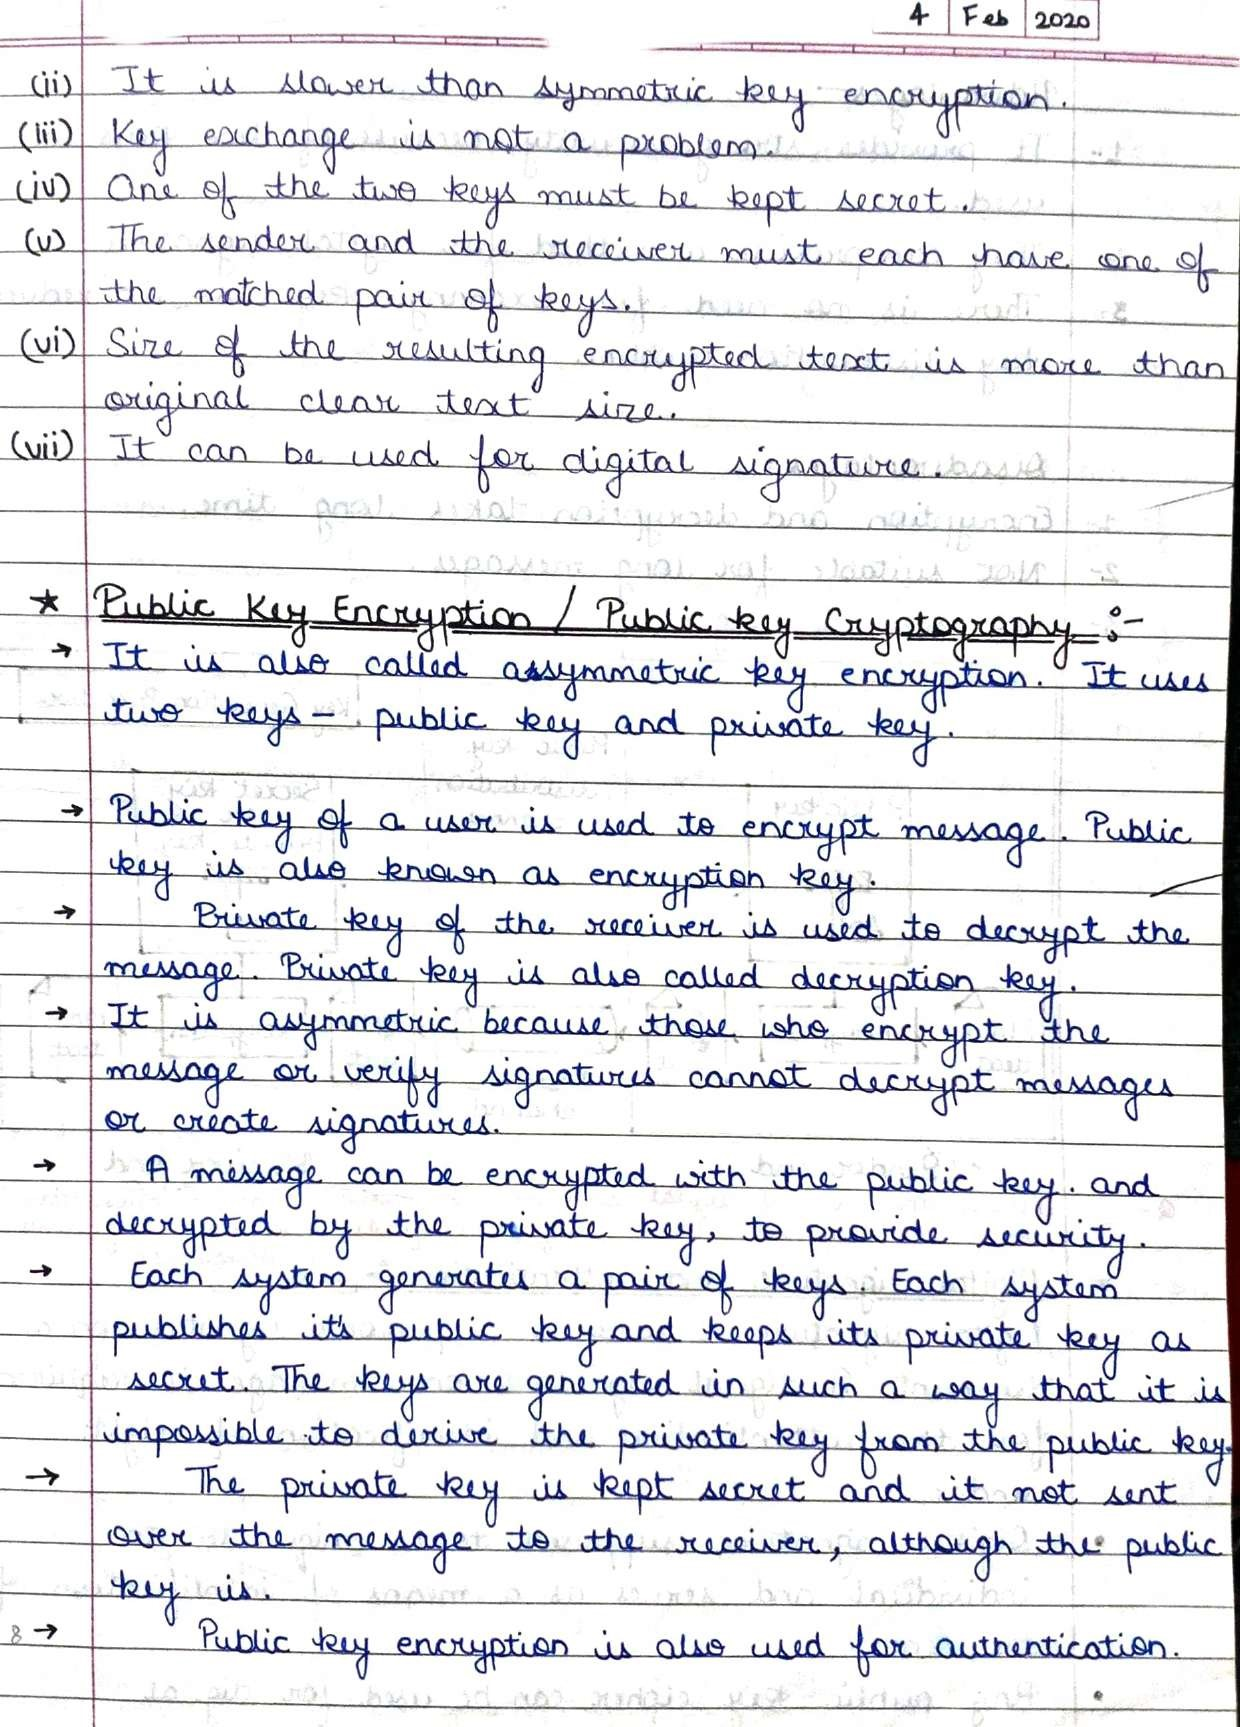 4 Feb 2020
(ii) It is slower than symmetric key encryption.
(iii) Key exchange is not a problem.
(iv) One of the two keys must be kept secret.
(v) The sender and the receiver must each have one of
the matched pair of keys.
(vi) Size of the resulting encrypted text is more than
original clear text size.
(vii) It can be used for digital signature.
★ Public Key Encryption / Public key Cryptography :-
→ It is also called assymmetric key encryption. It uses
two keys - public key and private key.
→ Public key of a user is used to encrypt message. Public
key is also known as encryption key.
→ Private key of the receiver is used to decrypt the
message. Private key is also called decryption key.
→ It is asymmetric because those who encrypt the
message or verify signatures cannot decrypt messages
or create signatures.
→ A message can be encrypted with the public key and
decrypted by the private key, to provide security.
→ Each system generates a pair of keys. Each system
publishes it's public key and keeps its private key as
secret. The keys are generated in such a way that it is
impossible to derive the private key from the public key.
→ The private key is kept secret and it not sent
over the message to the receiver, although the public
key is.
8 → Public key encryption is also used for authentication.